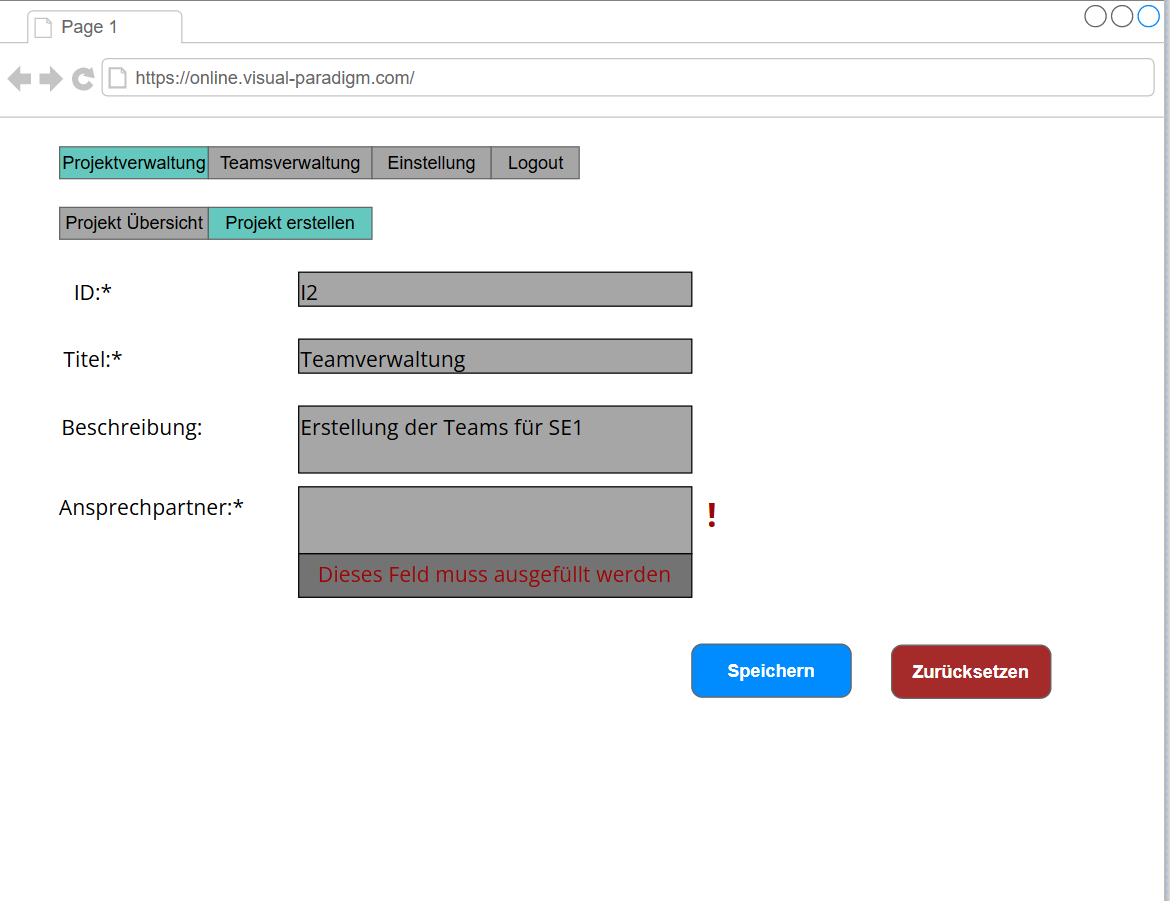 Page 1
https://online.visual-paradigm.com/
Projektverwaltung Teamsverwaltung Einstellung Logout
Projekt Übersicht Projekt erstellen
ID:* I2
Titel:* Teamverwaltung
Beschreibung: Erstellung der Teams für SE1
Ansprechpartner:* !
Dieses Feld muss ausgefüllt werden
Speichern Zurücksetzen